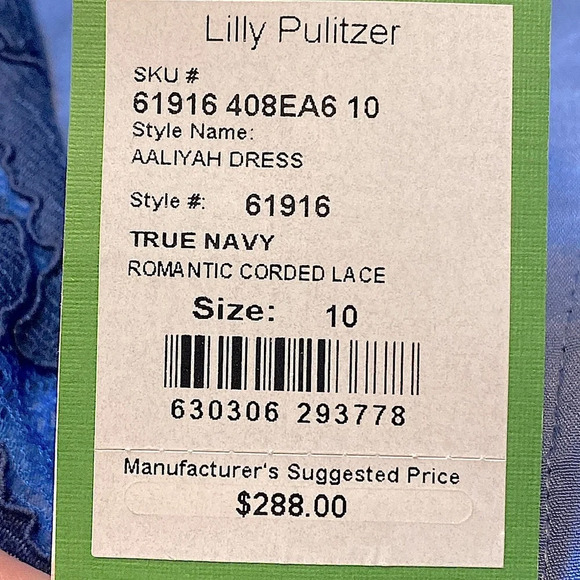 Lilly Pulitzer
SKU #
61916 408EA6 10
Style Name:
AALIYAH DRESS
Style #: 61916
TRUE NAVY
ROMANTIC CORDED LACE
Size: 10
630306 293778
Manufacturer's Suggested Price
$288.00